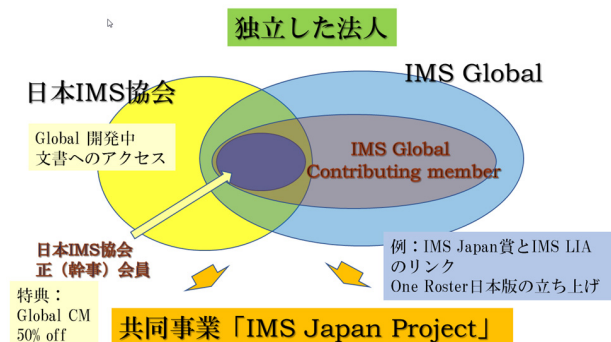 独立した法人
日本IMS協会
IMS Global
Global 開発中
文書へのアクセス
IMS Global
Contributing member
日本IMS協会
正（幹事）会員
例：IMS Japan賞とIMS LIA
のリンク
One Roster日本版の立ち上げ
特典：
Global CM
50% off
共同事業「IMS Japan Project」